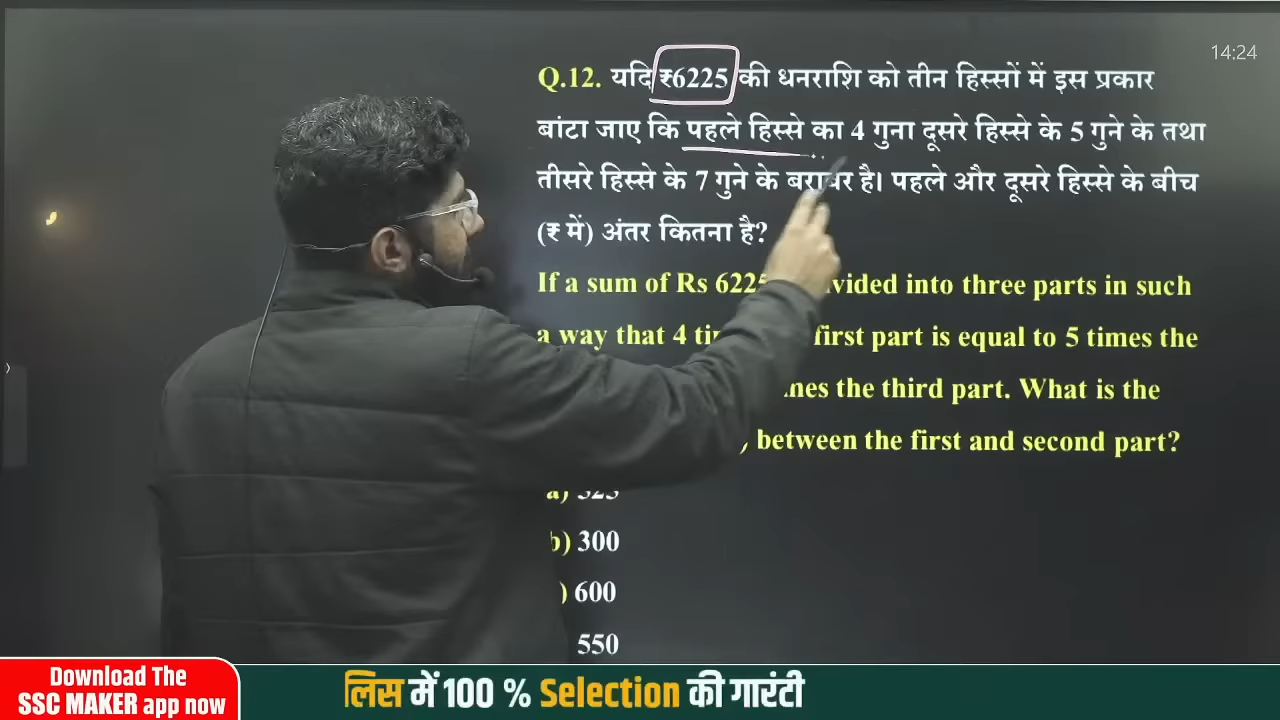 14:24
Q.12. यदि ₹6225 की धनराशि को तीन हिस्सों में इस प्रकार
बांटा जाए कि पहले हिस्से का 4 गुना दूसरे हिस्से के 5 गुने के तथा
तीसरे हिस्से के 7 गुने के बराबर है। पहले और दूसरे हिस्से के बीच
(₹ में) अंतर कितना है?
If a sum of Rs into three parts in such
a way that 4 first part is equal to 5 times the
the third part. What is the
between the first and second part?
b) 300
) 600
550
Download The
SSC MAKER app now
लिस में 100 % Selection की गारंटी